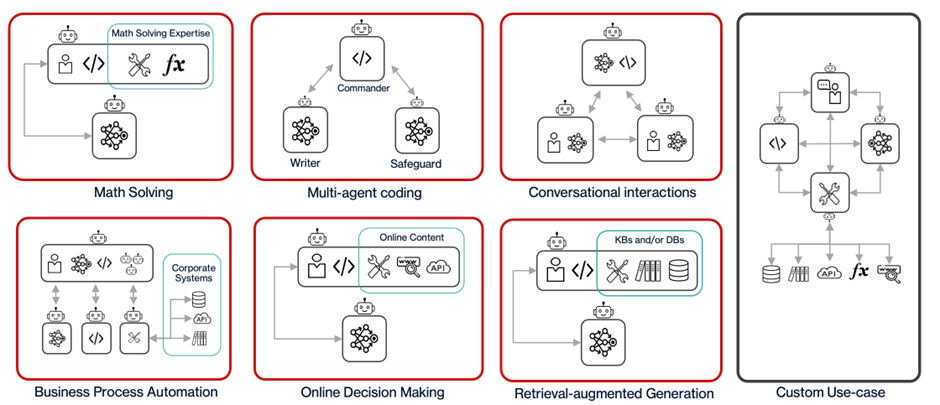 Math Solving Expertise
fx
</>
Commander
</>
Writer
Safeguard
</>
Math Solving
Multi-agent coding
Conversational interactions
</>
</>
Corporate
Systems
API
</>
Online Content
</>
www
API
KBs and/or DBs
</>
</>
API
fx
www
Business Process Automation
Online Decision Making
Retrieval-augmented Generation
Custom Use-case